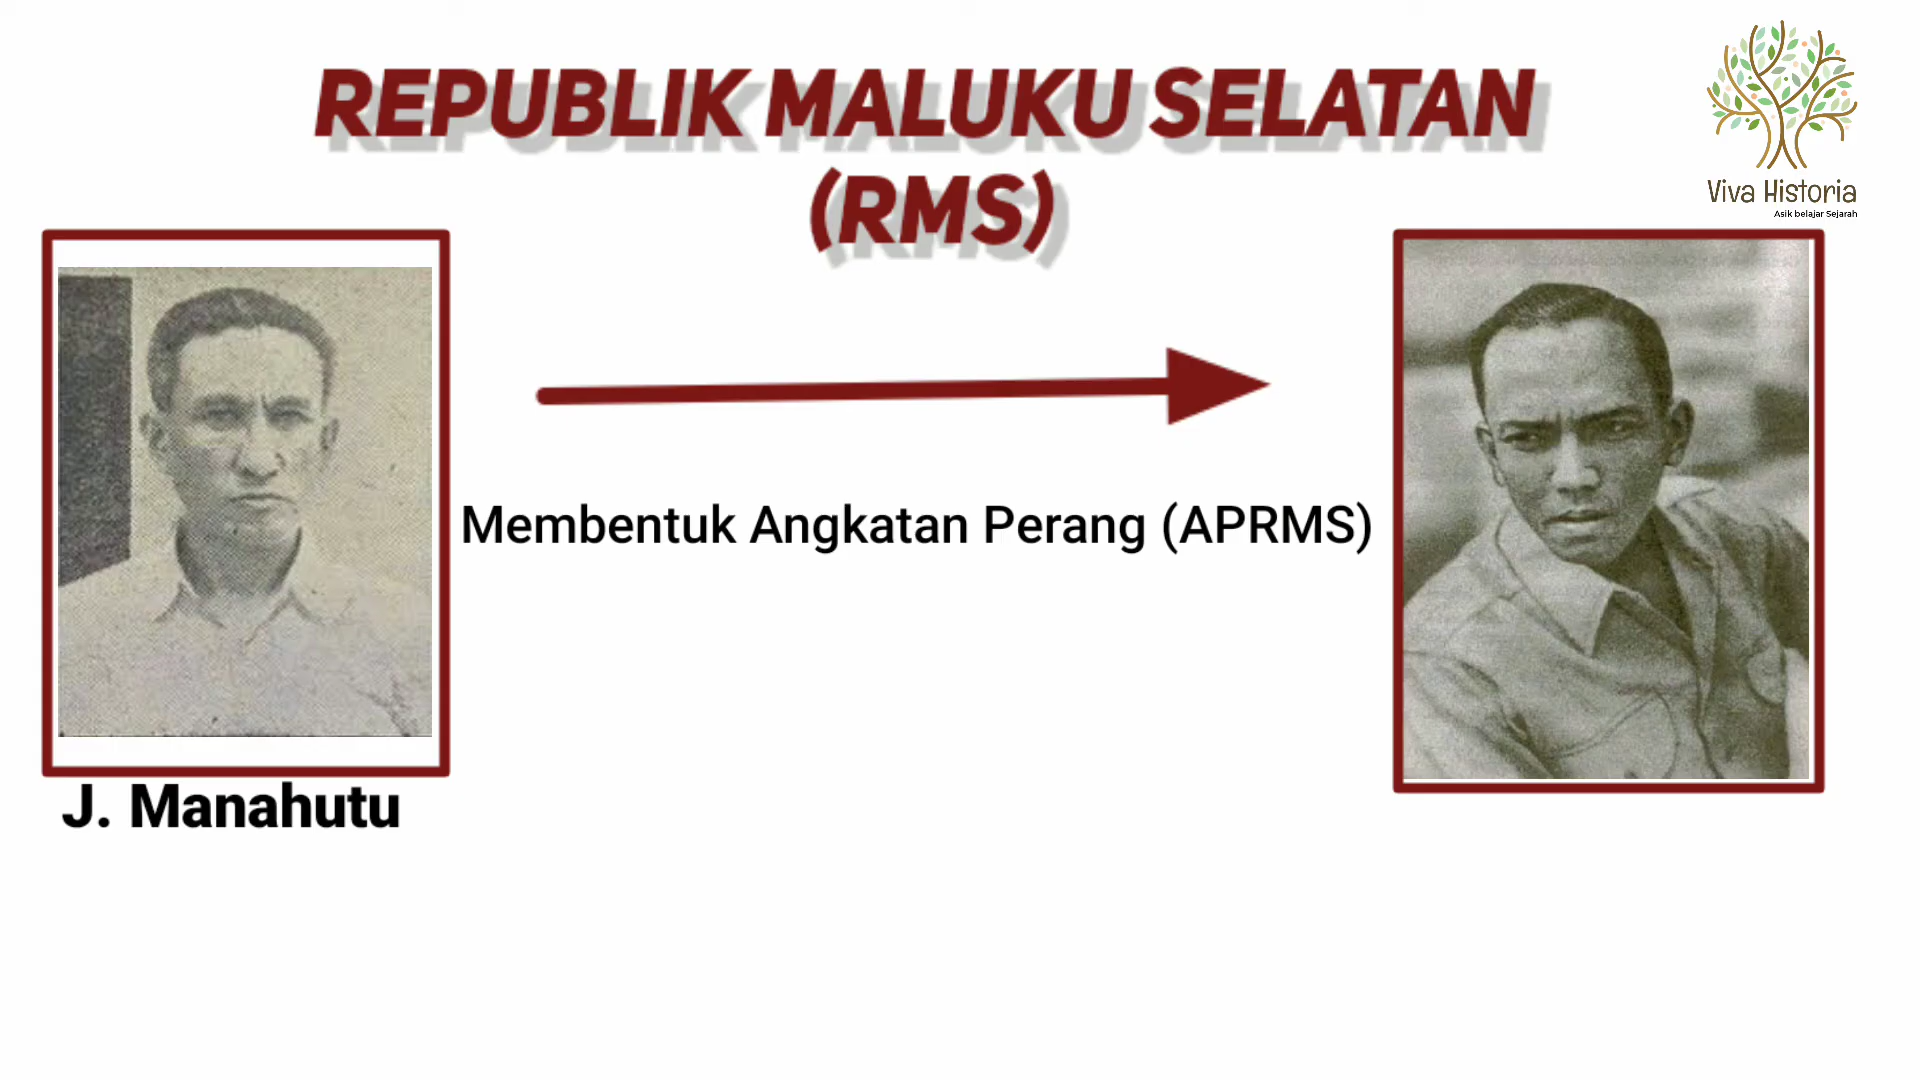 REPUBLIK MALUKU SELATAN
(RMS)
Viva Historia
Asik belajar Sejarah
Membentuk Angkatan Perang (APRMS)
J. Manahutu